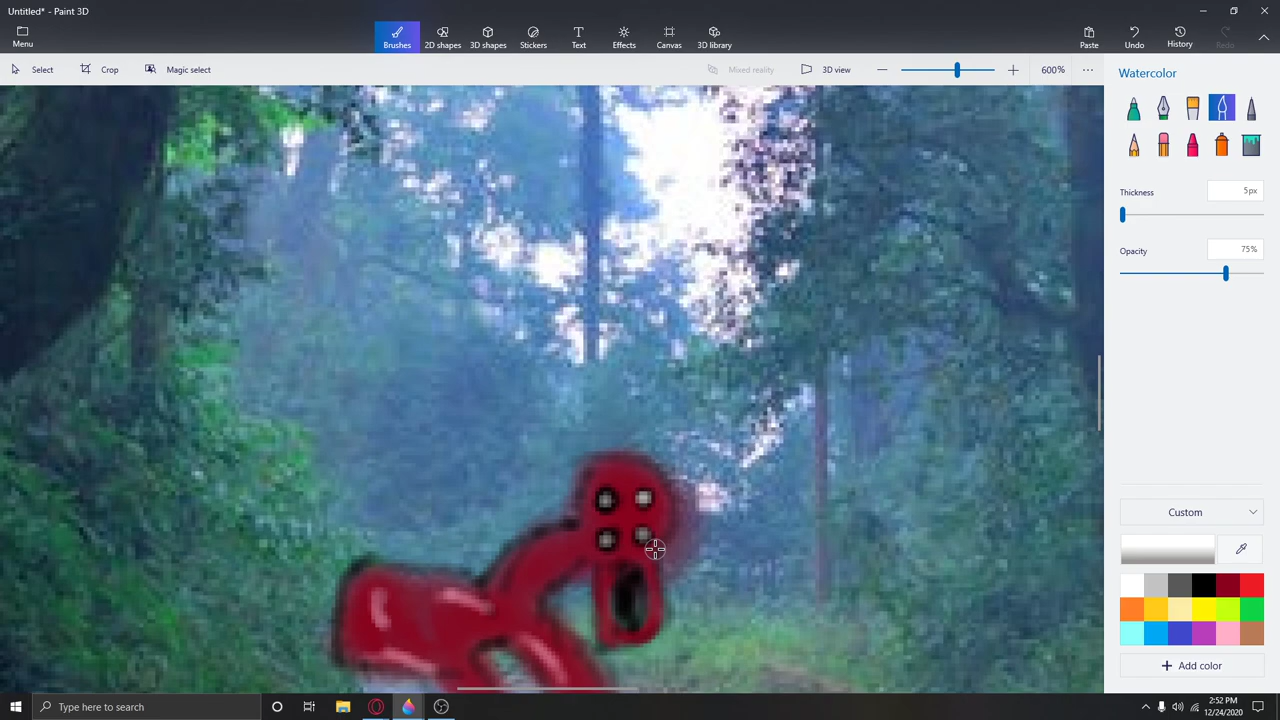 Untitled* - Paint 3D
Menu
Brushes
2D shapes
3D shapes
Stickers
Text
Effects
Canvas
3D library
Paste
Undo
History
Redo
Select
Crop
Magic select
Mixed reality
3D view
600%
Watercolor
Thickness
5px
Opacity
75%
Custom
+ Add color
Type here to search
2:52 PM
12/24/2020